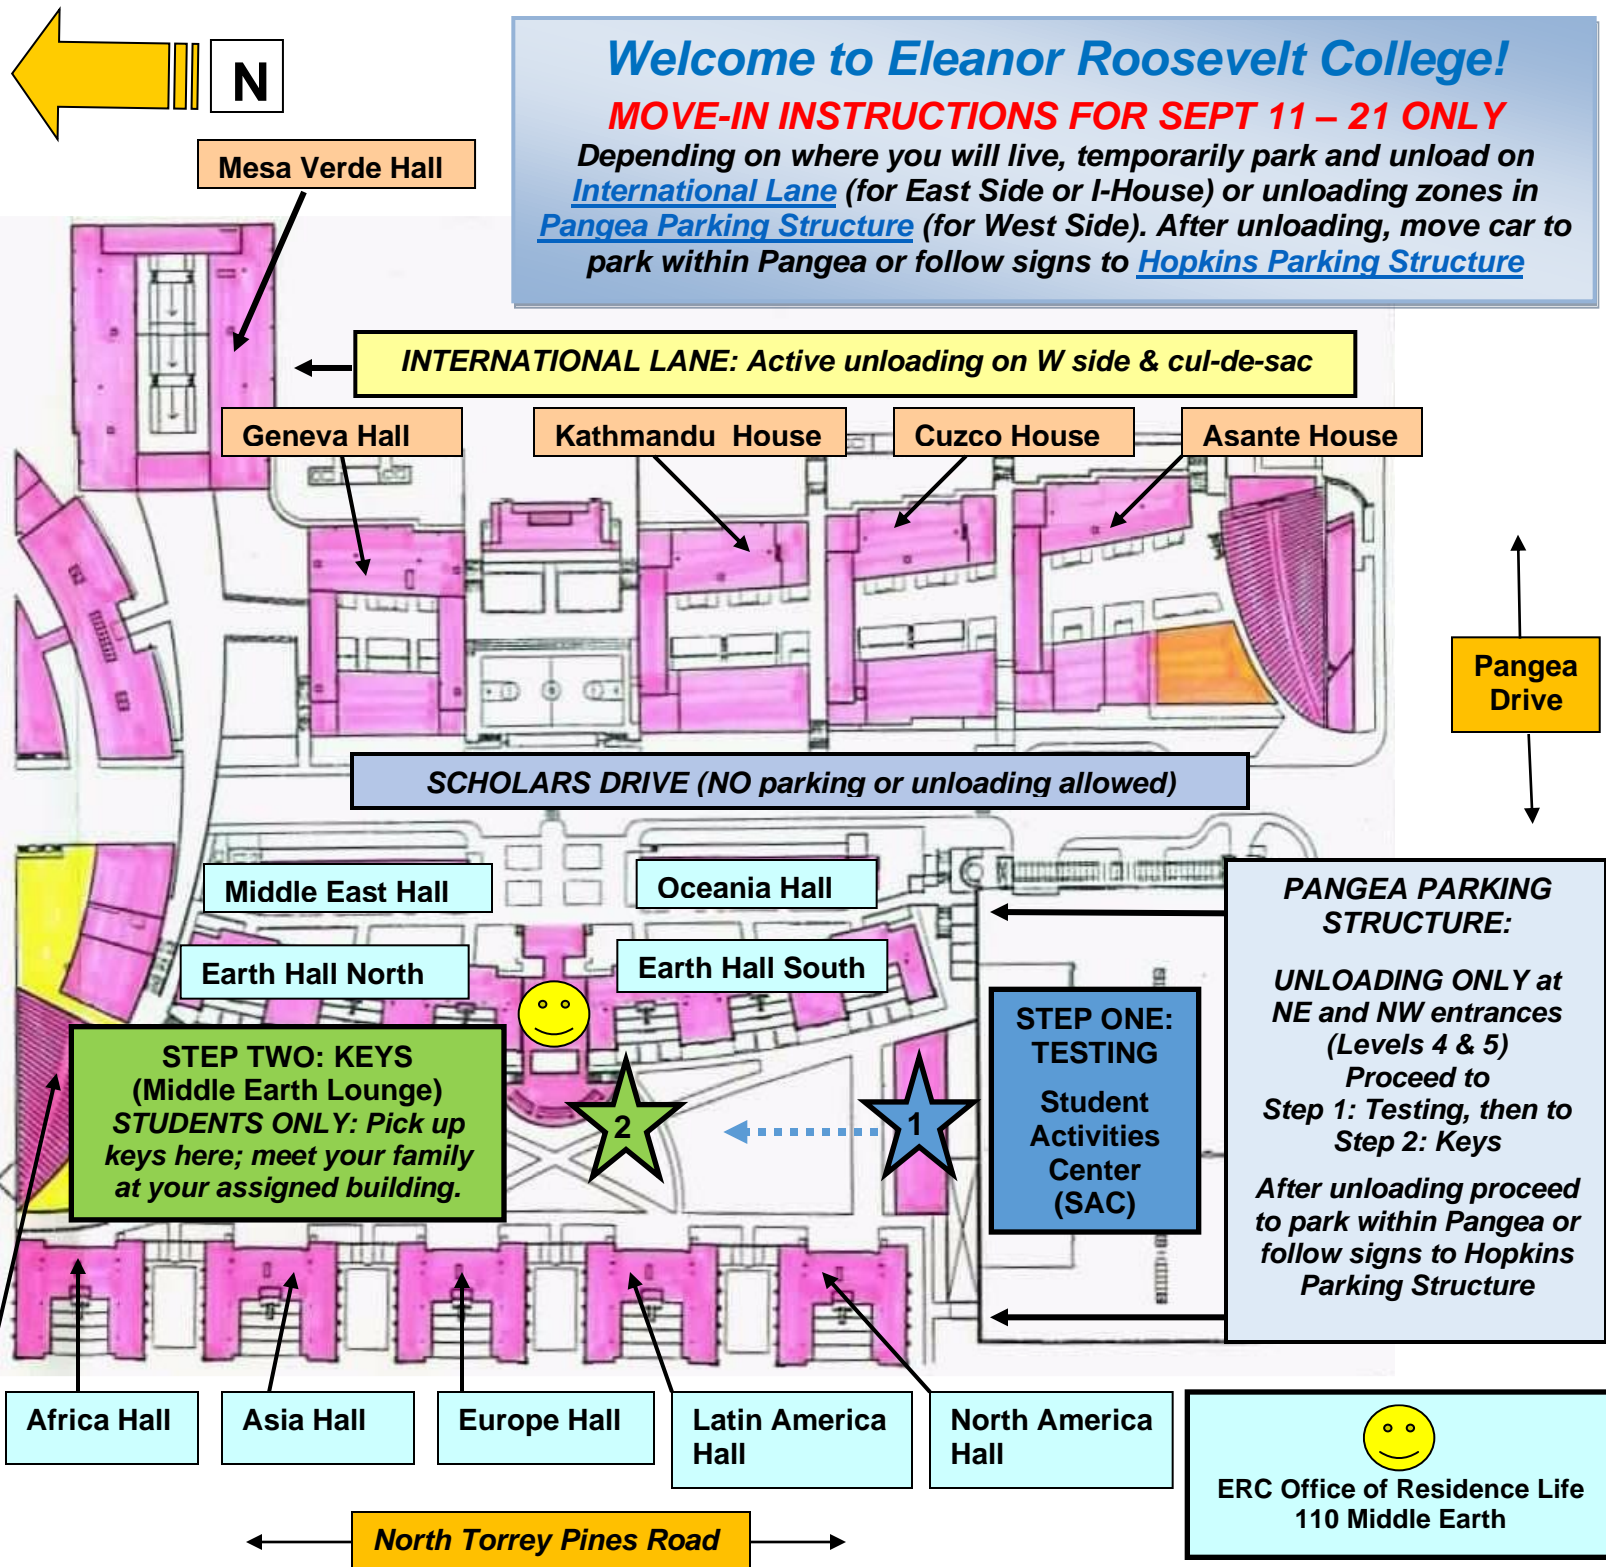 N
Welcome to Eleanor Roosevelt College!
MOVE-IN INSTRUCTIONS FOR SEPT 11 – 21 ONLY
Depending on where you will live, temporarily park and unload on
International Lane (for East Side or I-House) or unloading zones in
Pangea Parking Structure (for West Side). After unloading, move car to
park within Pangea or follow signs to Hopkins Parking Structure
Mesa Verde Hall
INTERNATIONAL LANE: Active unloading on W side & cul-de-sac
Geneva Hall
Kathmandu House
Cuzco House
Asante House
Pangea
Drive
SCHOLARS DRIVE (NO parking or unloading allowed)
Middle East Hall
Oceania Hall
Earth Hall North
Earth Hall South
PANGEA PARKING
STRUCTURE:
UNLOADING ONLY at
NE and NW entrances
(Levels 4 & 5)
Proceed to
Step 1: Testing, then to
Step 2: Keys
After unloading proceed
to park within Pangea or
follow signs to Hopkins
Parking Structure
STEP ONE:
TESTING
Student
Activities
Center
(SAC)
STEP TWO: KEYS
(Middle Earth Lounge)
STUDENTS ONLY: Pick up
keys here; meet your family
at your assigned building.
2
1
Africa Hall
Asia Hall
Europe Hall
Latin America
Hall
North America
Hall
ERC Office of Residence Life
110 Middle Earth
North Torrey Pines Road